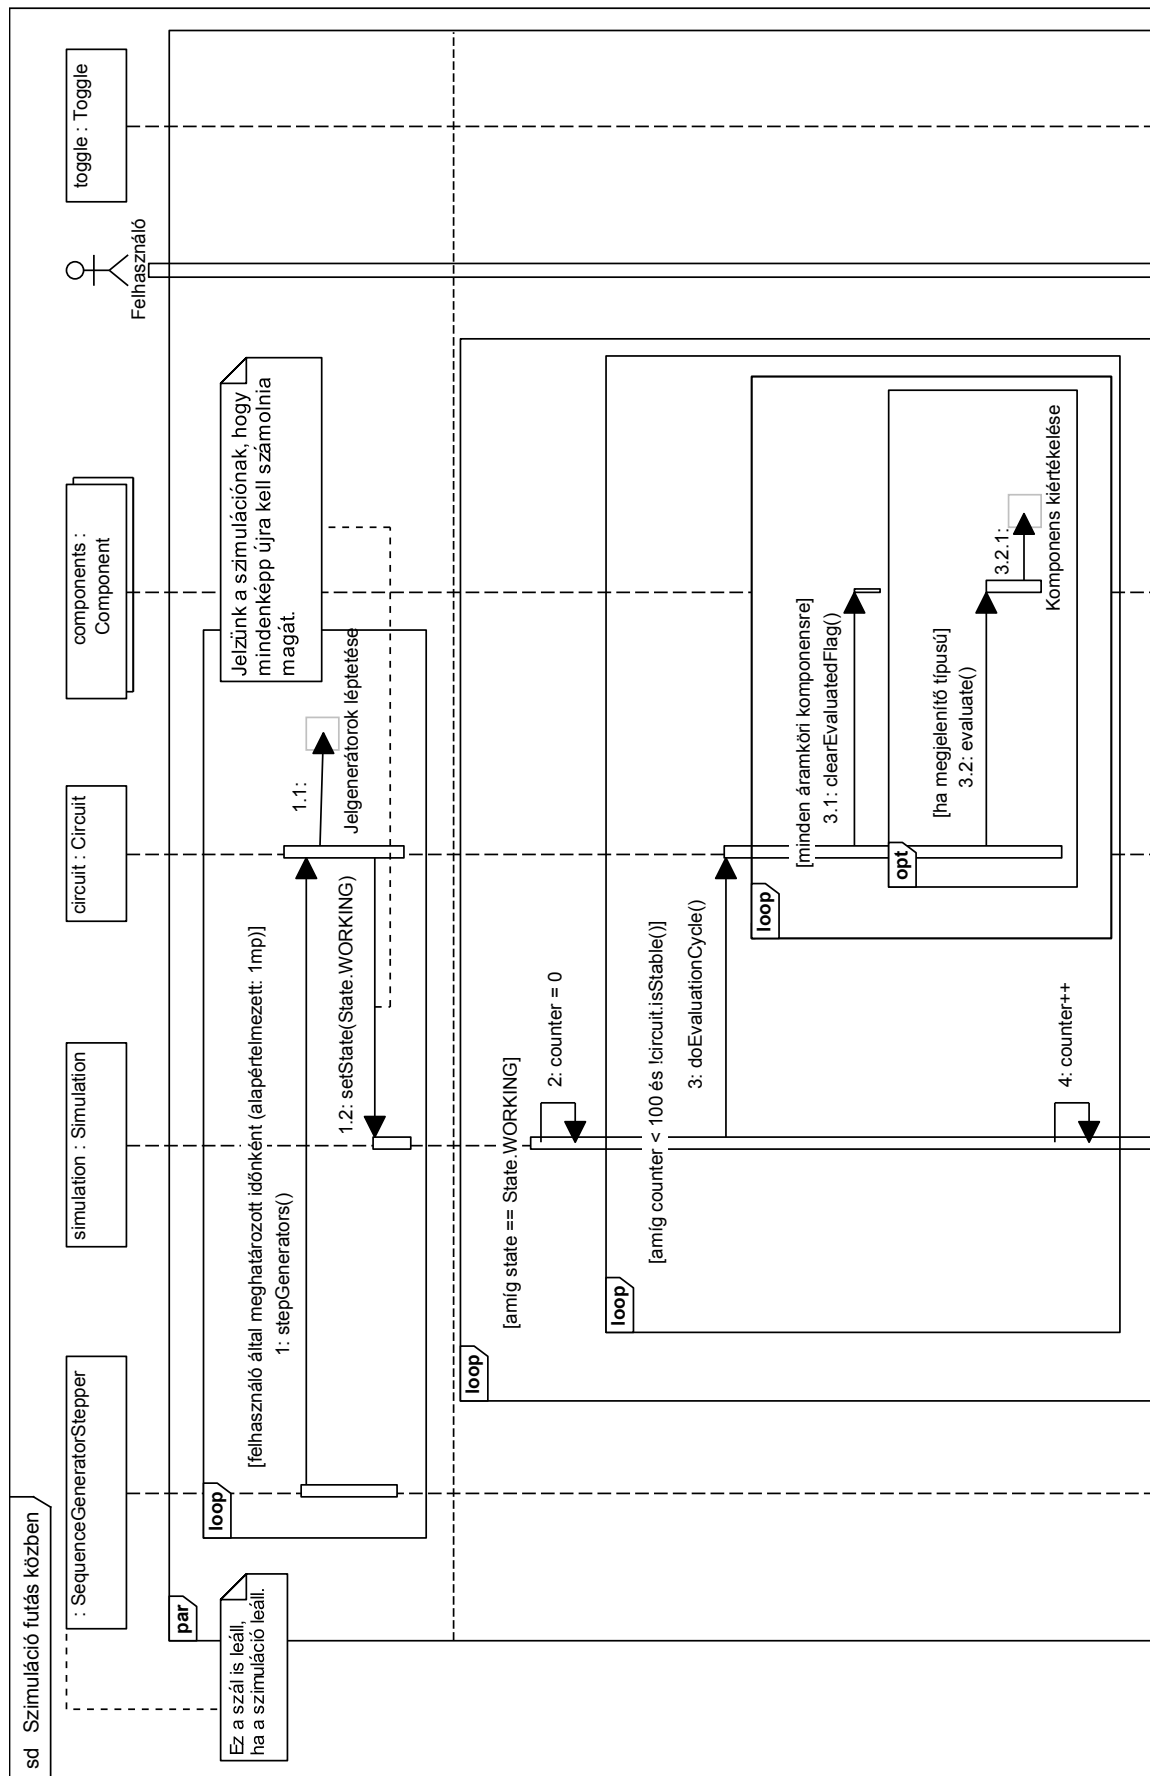 sd Szimuláció futás közben
: SequenceGeneratorStepper
simulation : Simulation
circuit : Circuit
components :
Component
Felhasználó
toggle : Toggle
par
Ez a szál is leáll,
ha a szimuláció leáll.
loop
[felhasználó által meghatározott időnként (alapértelmezett: 1mp)]
1: stepGenerators()
1.1:
Jelgenerátorok léptetése
1.2: setState(State.WORKING)
Jelzünk a szimulációnak, hogy
mindenképp újra kell számolnia
magát.
loop
[amíg state == State.WORKING]
2: counter = 0
loop
[amíg counter < 100 és !circuit.isStable()]
3: doEvaluationCycle()
loop
[minden áramköri komponensre]
3.1: clearEvaluatedFlag()
opt
[ha megjelenítő típusú]
3.2: evaluate()
3.2.1:
Komponens kiértékelése
4: counter++